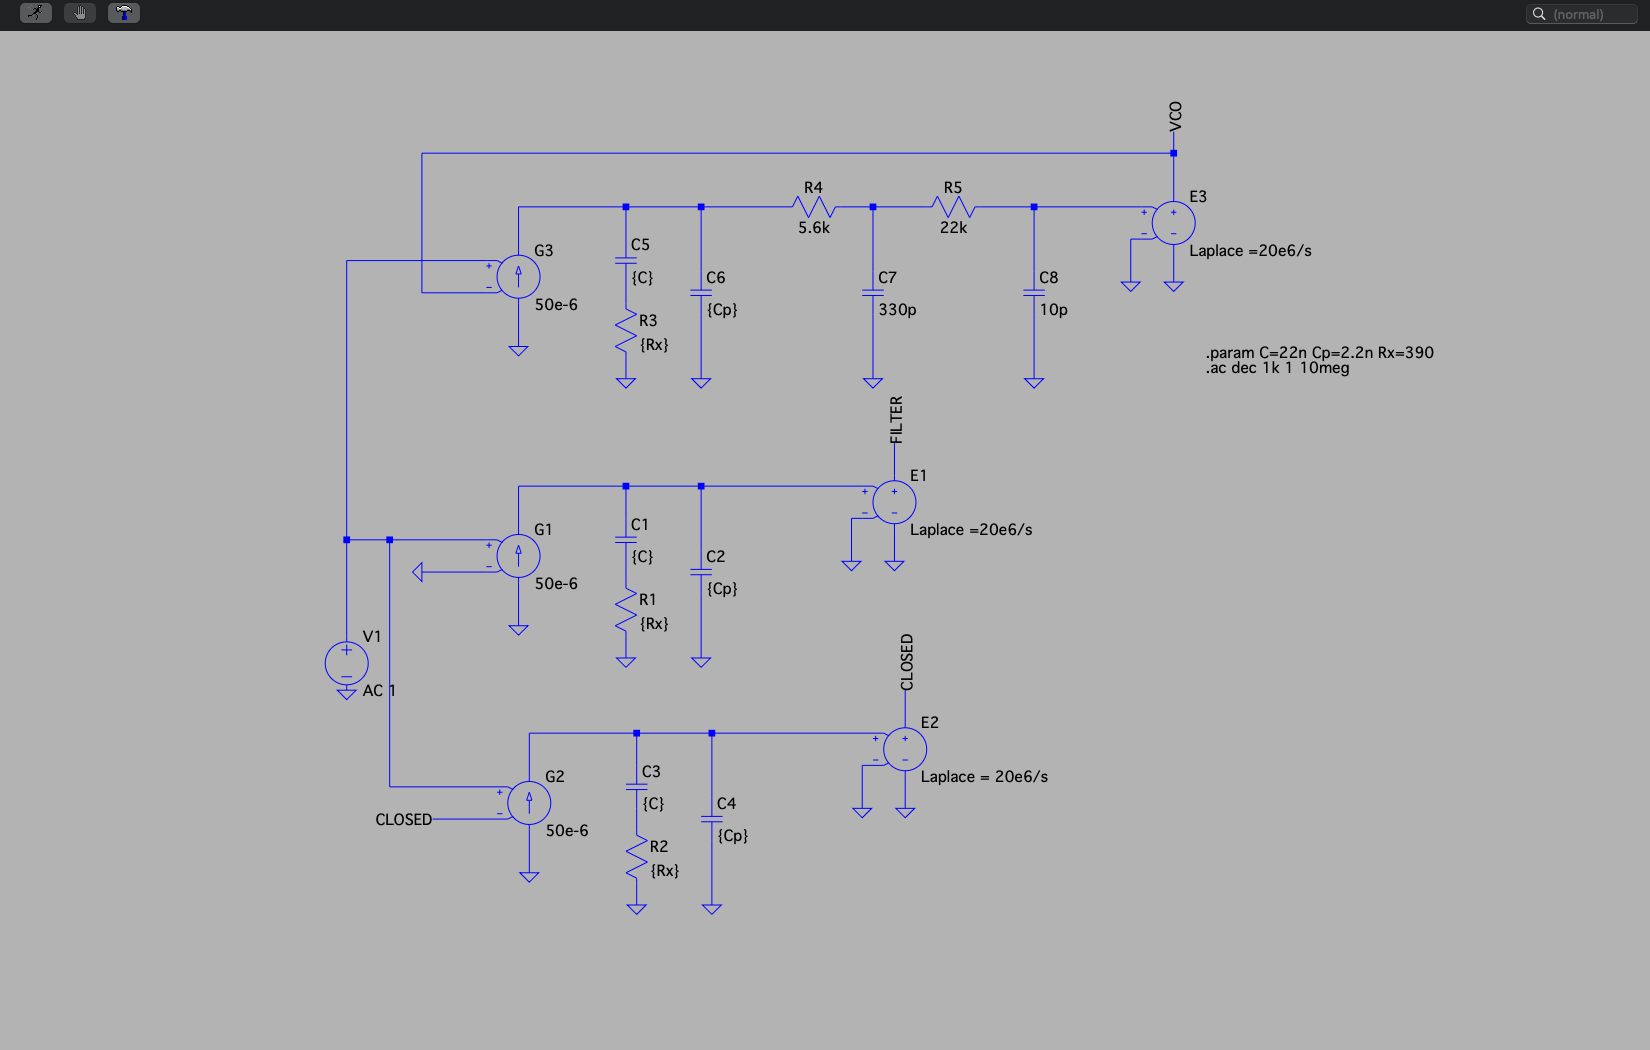 (normal)
VCO
R4
5.6k
R5
22k
E3
Laplace =20e6/s
G3
50e-6
C5
{C}
R3
{Rx}
C6
{Cp}
C7
330p
C8
10p
.param C=22n Cp=2.2n Rx=390
.ac dec 1k 1 10meg
FILTER
E1
Laplace =20e6/s
G1
50e-6
C1
{C}
R1
{Rx}
C2
{Cp}
V1
AC 1
CLOSED
E2
Laplace = 20e6/s
G2
50e-6
CLOSED
C3
{C}
R2
{Rx}
C4
{Cp}